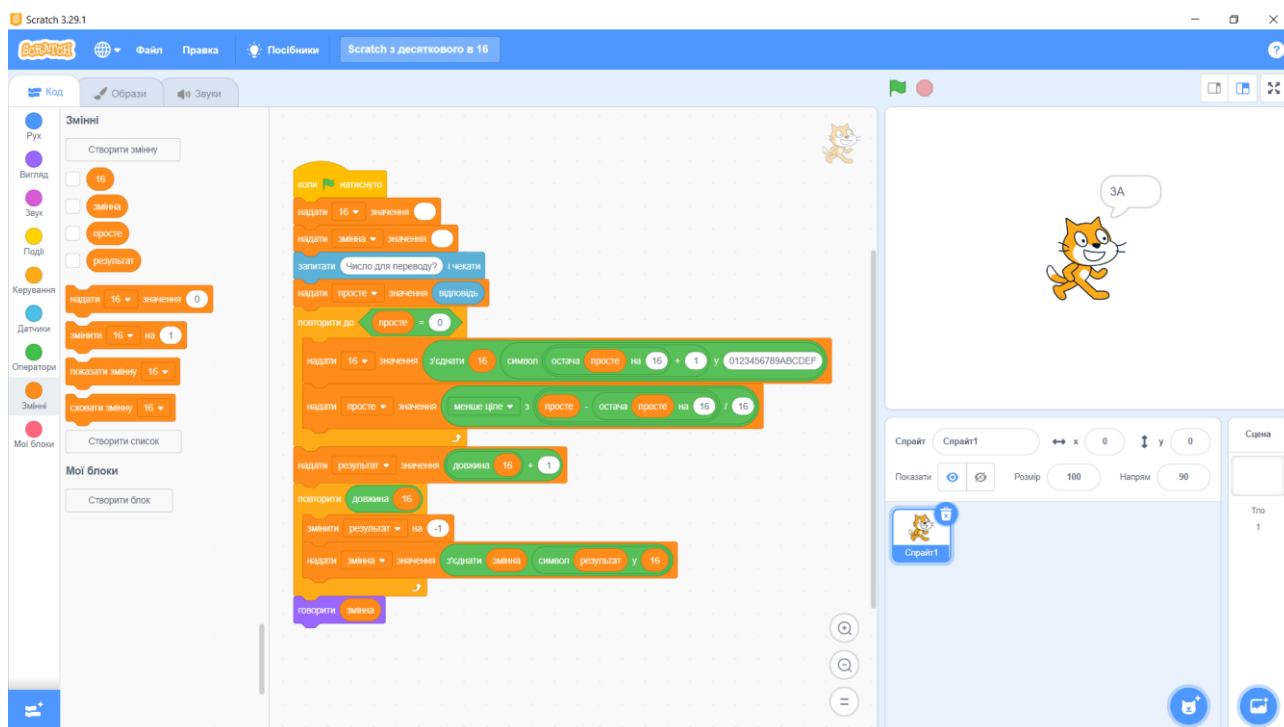 Scratch 3.29.1
SCRATCH Файл Правка Посібники Scratch з десяткового в 16
Код Образи Звуки
Рух
Вигляд
Звук
Події
Керування
Датчики
Оператори
Змінні
Мої блоки
Змінні
Створити змінну
16
змінна
просте
результат
надати 16 значення 0
змінити 16 на 1
показати змінну 16
сховати змінну 16
Створити список
Мої блоки
Створити блок
коли натиснуто
надати 16 значення
надати змінна значення
запитати Число для переводу? і чекати
надати просте значення відповідь
повторити до просте = 0
надати 16 значення з'єднати 16 символ остача просте на 16 + 1 у 0123456789ABCDEF
надати просте значення менше ціле з просте - остача просте на 16 / 16
надати результат значення довжина 16 + 1
повторити довжина 16
змінити результат на -1
надати змінна значення з'єднати змінна символ результат у 16
говорити змінна
3A
Спрайт Спрайт1 x 0 y 0
Показати Розмір 100 Напрям 90
Спрайт1
Сцена
Тло
1